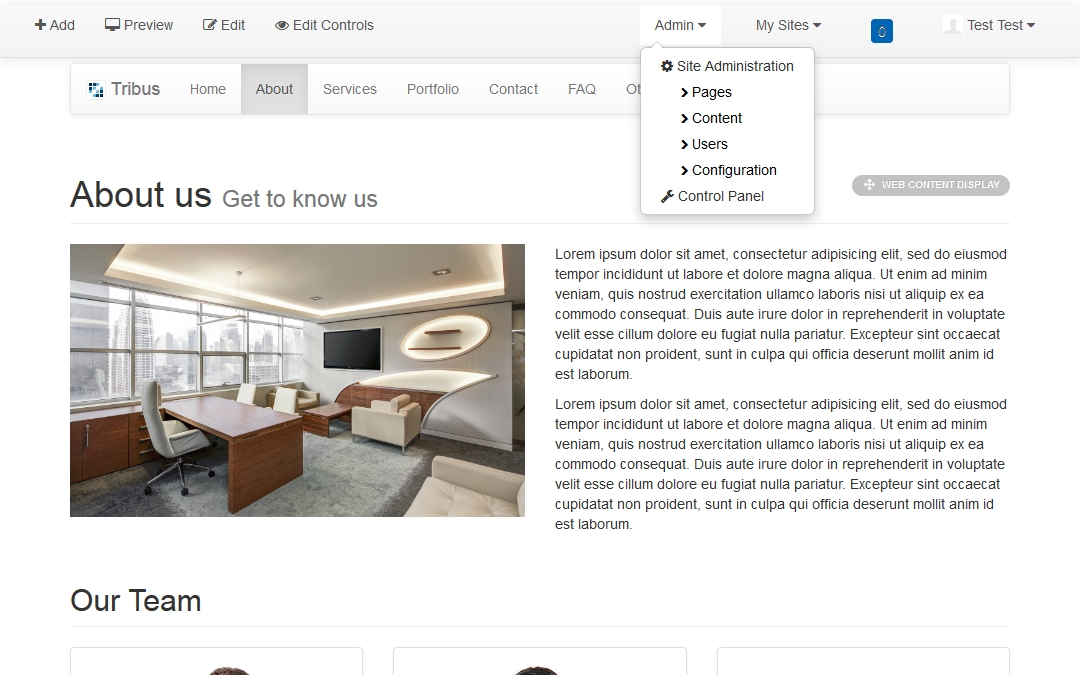 Add Preview Edit Edit Controls Admin My Sites 0 Test Test
Site Administration
Pages
Content
Users
Configuration
Control Panel
Tribus Home About Services Portfolio Contact FAQ Ot
About us Get to know us
WEB CONTENT DISPLAY
Lorem ipsum dolor sit amet, consectetur adipisicing elit, sed do eiusmod
tempor incididunt ut labore et dolore magna aliqua. Ut enim ad minim
veniam, quis nostrud exercitation ullamco laboris nisi ut aliquip ex ea
commodo consequat. Duis aute irure dolor in reprehenderit in voluptate
velit esse cillum dolore eu fugiat nulla pariatur. Excepteur sint occaecat
cupidatat non proident, sunt in culpa qui officia deserunt mollit anim id
est laborum.
Lorem ipsum dolor sit amet, consectetur adipisicing elit, sed do eiusmod
tempor incididunt ut labore et dolore magna aliqua. Ut enim ad minim
veniam, quis nostrud exercitation ullamco laboris nisi ut aliquip ex ea
commodo consequat. Duis aute irure dolor in reprehenderit in voluptate
velit esse cillum dolore eu fugiat nulla pariatur. Excepteur sint occaecat
cupidatat non proident, sunt in culpa qui officia deserunt mollit anim id
est laborum.
Our Team